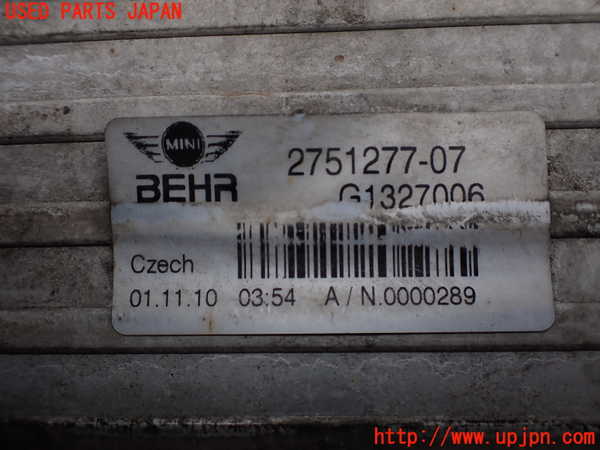 USED PARTS JAPAN
MINI
2751277-07
BEHR
G1327006
Czech
01.11.10 03:54 A / N.0000289
http://www.upjpn.com/